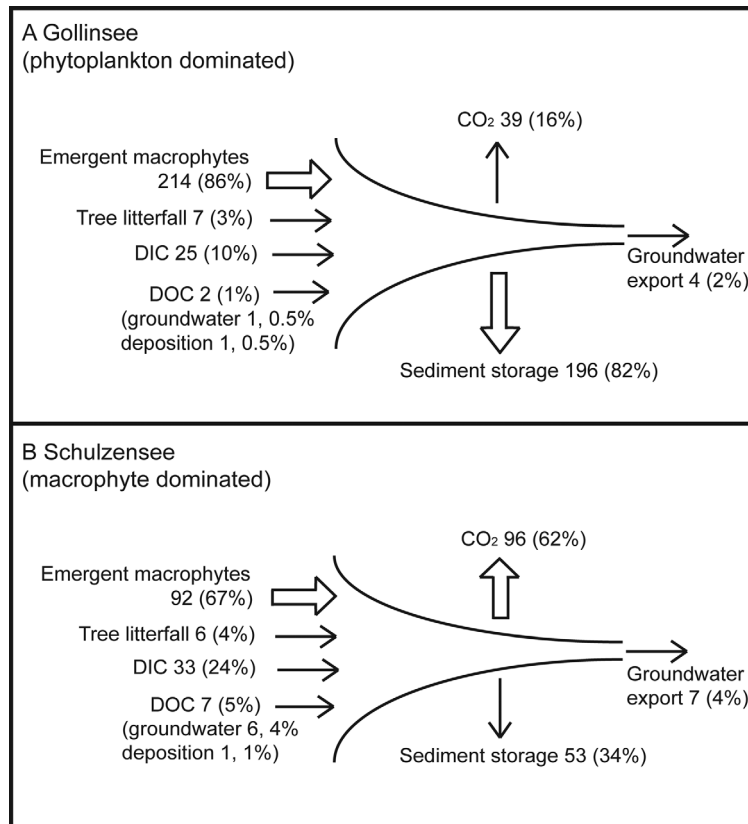 A Gollinsee
(phytoplankton dominated)
CO₂ 39 (16%)
Emergent macrophytes
214 (86%)
Tree litterfall 7 (3%)
DIC 25 (10%)
DOC 2 (1%)
(groundwater 1, 0.5%
deposition 1, 0.5%)
Groundwater
export 4 (2%)
Sediment storage 196 (82%)
B Schulzensee
(macrophyte dominated)
CO₂ 96 (62%)
Emergent macrophytes
92 (67%)
Tree litterfall 6 (4%)
DIC 33 (24%)
DOC 7 (5%)
(groundwater 6, 4%
deposition 1, 1%)
Groundwater
export 7 (4%)
Sediment storage 53 (34%)